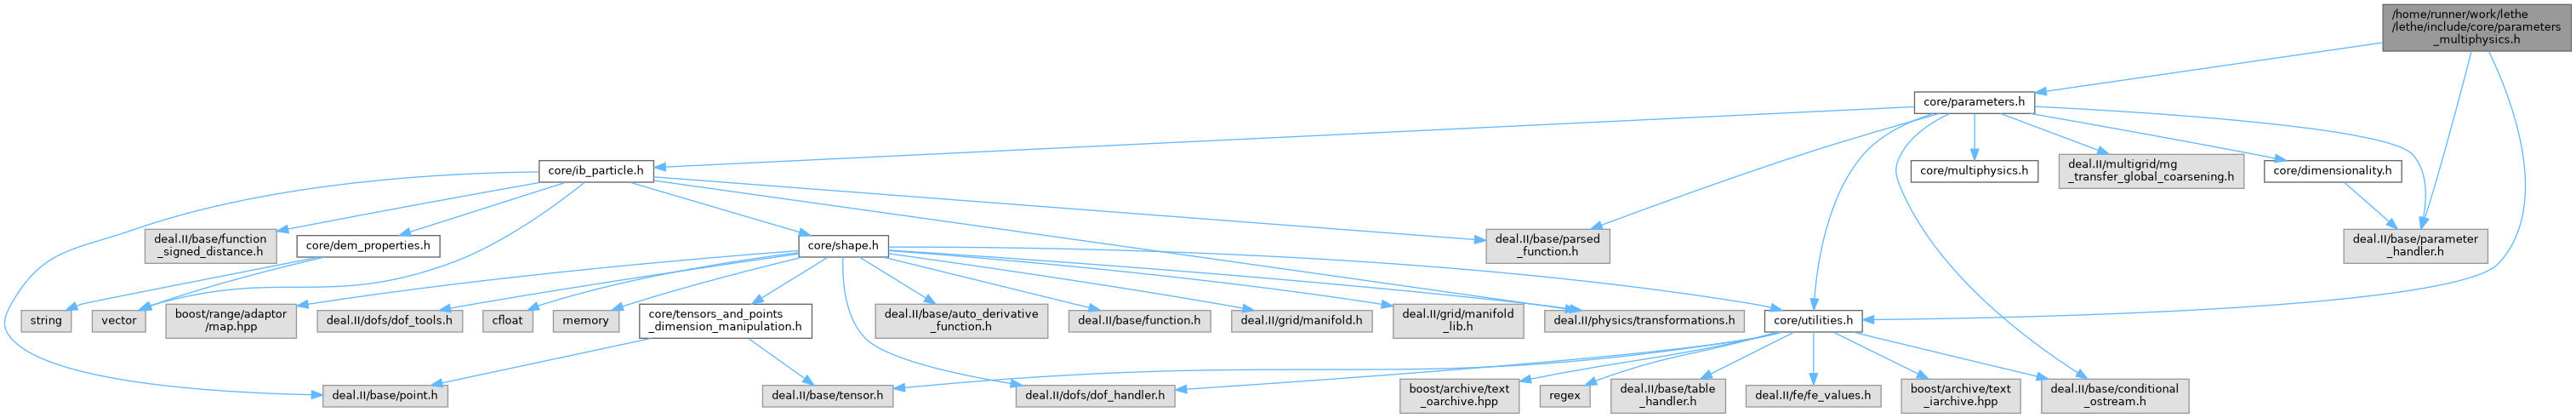 /home/runner/work/lethe
/lethe/include/core/parameters
_multiphysics.h
core/parameters.h
core/ib_particle.h
core/multiphysics.h
deal.II/multigrid/mg
_transfer_global_coarsening.h
core/dimensionality.h
deal.II/base/function
_signed_distance.h
core/dem_properties.h
core/shape.h
deal.II/base/parsed
_function.h
deal.II/base/parameter
_handler.h
string
vector
boost/range/adaptor
/map.hpp
deal.II/dofs/dof_tools.h
cfloat
memory
core/tensors_and_points
_dimension_manipulation.h
deal.II/base/auto_derivative
_function.h
deal.II/base/function.h
deal.II/grid/manifold.h
deal.II/grid/manifold
_lib.h
deal.II/physics/transformations.h
core/utilities.h
deal.II/base/point.h
deal.II/base/tensor.h
deal.II/dofs/dof_handler.h
boost/archive/text
_oarchive.hpp
regex
deal.II/base/table
_handler.h
deal.II/fe/fe_values.h
boost/archive/text
_iarchive.hpp
deal.II/base/conditional
_ostream.h